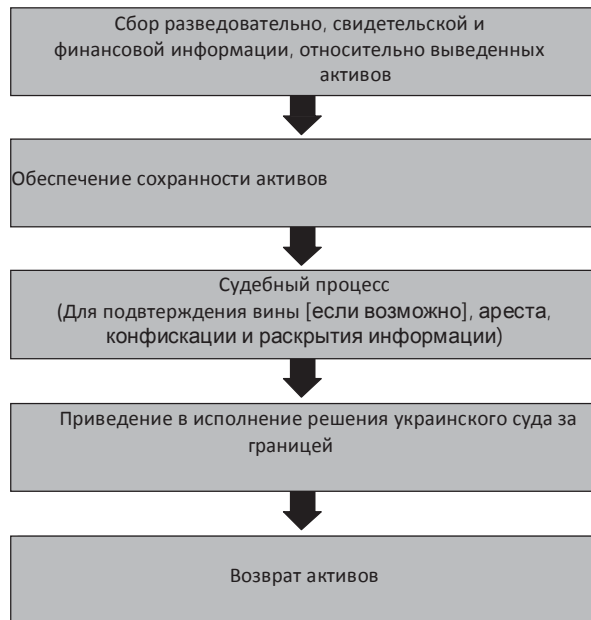 Сбор разведовательно, свидетельской и
финансовой информации, относительно выведенных
активов
Обеспечение сохранности активов
Судебный процесс
(Для подвтерждения вины [если возможно], ареста,
конфискации и раскрытия информации)
Приведение в исполнение решения украинского суда за
границей
Возврат активов